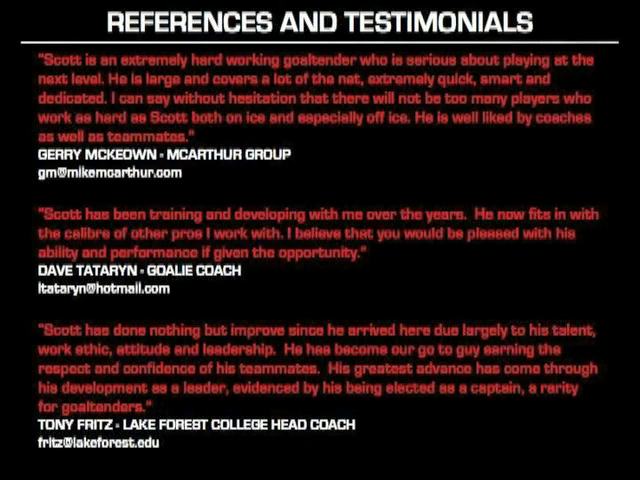 REFERENCES AND TESTIMONIALS
"Scott is an extremely hard working goaltender who is serious about playing at the
next level. He is large and covers a lot of the net, extremely quick, smart and
dedicated. I can say without hesitation that there will not be too many players who
work as hard as Scott both on ice and especially off ice. He is well liked by coaches
as well as teammates."
GERRY MCKEOWN - MCARTHUR GROUP
gm@mikemcarthur.com
"Scott has been training and developing with me over the years. He now fits in with
the calibre of other pros I work with. I believe that you would be pleased with his
ability and performance if given the opportunity."
DAVE TATARYN - GOALIE COACH
ltataryn@hotmail.com
"Scott has done nothing but improve since he arrived here due largely to his talent,
work ethic, attitude and leadership. He has become our go to guy earning the
respect and confidence of his teammates. His greatest advance has come through
his development as a leader, evidenced by his being elected as a captain, a rarity
for goaltenders."
TONY FRITZ - LAKE FOREST COLLEGE HEAD COACH
fritz@lakeforest.edu